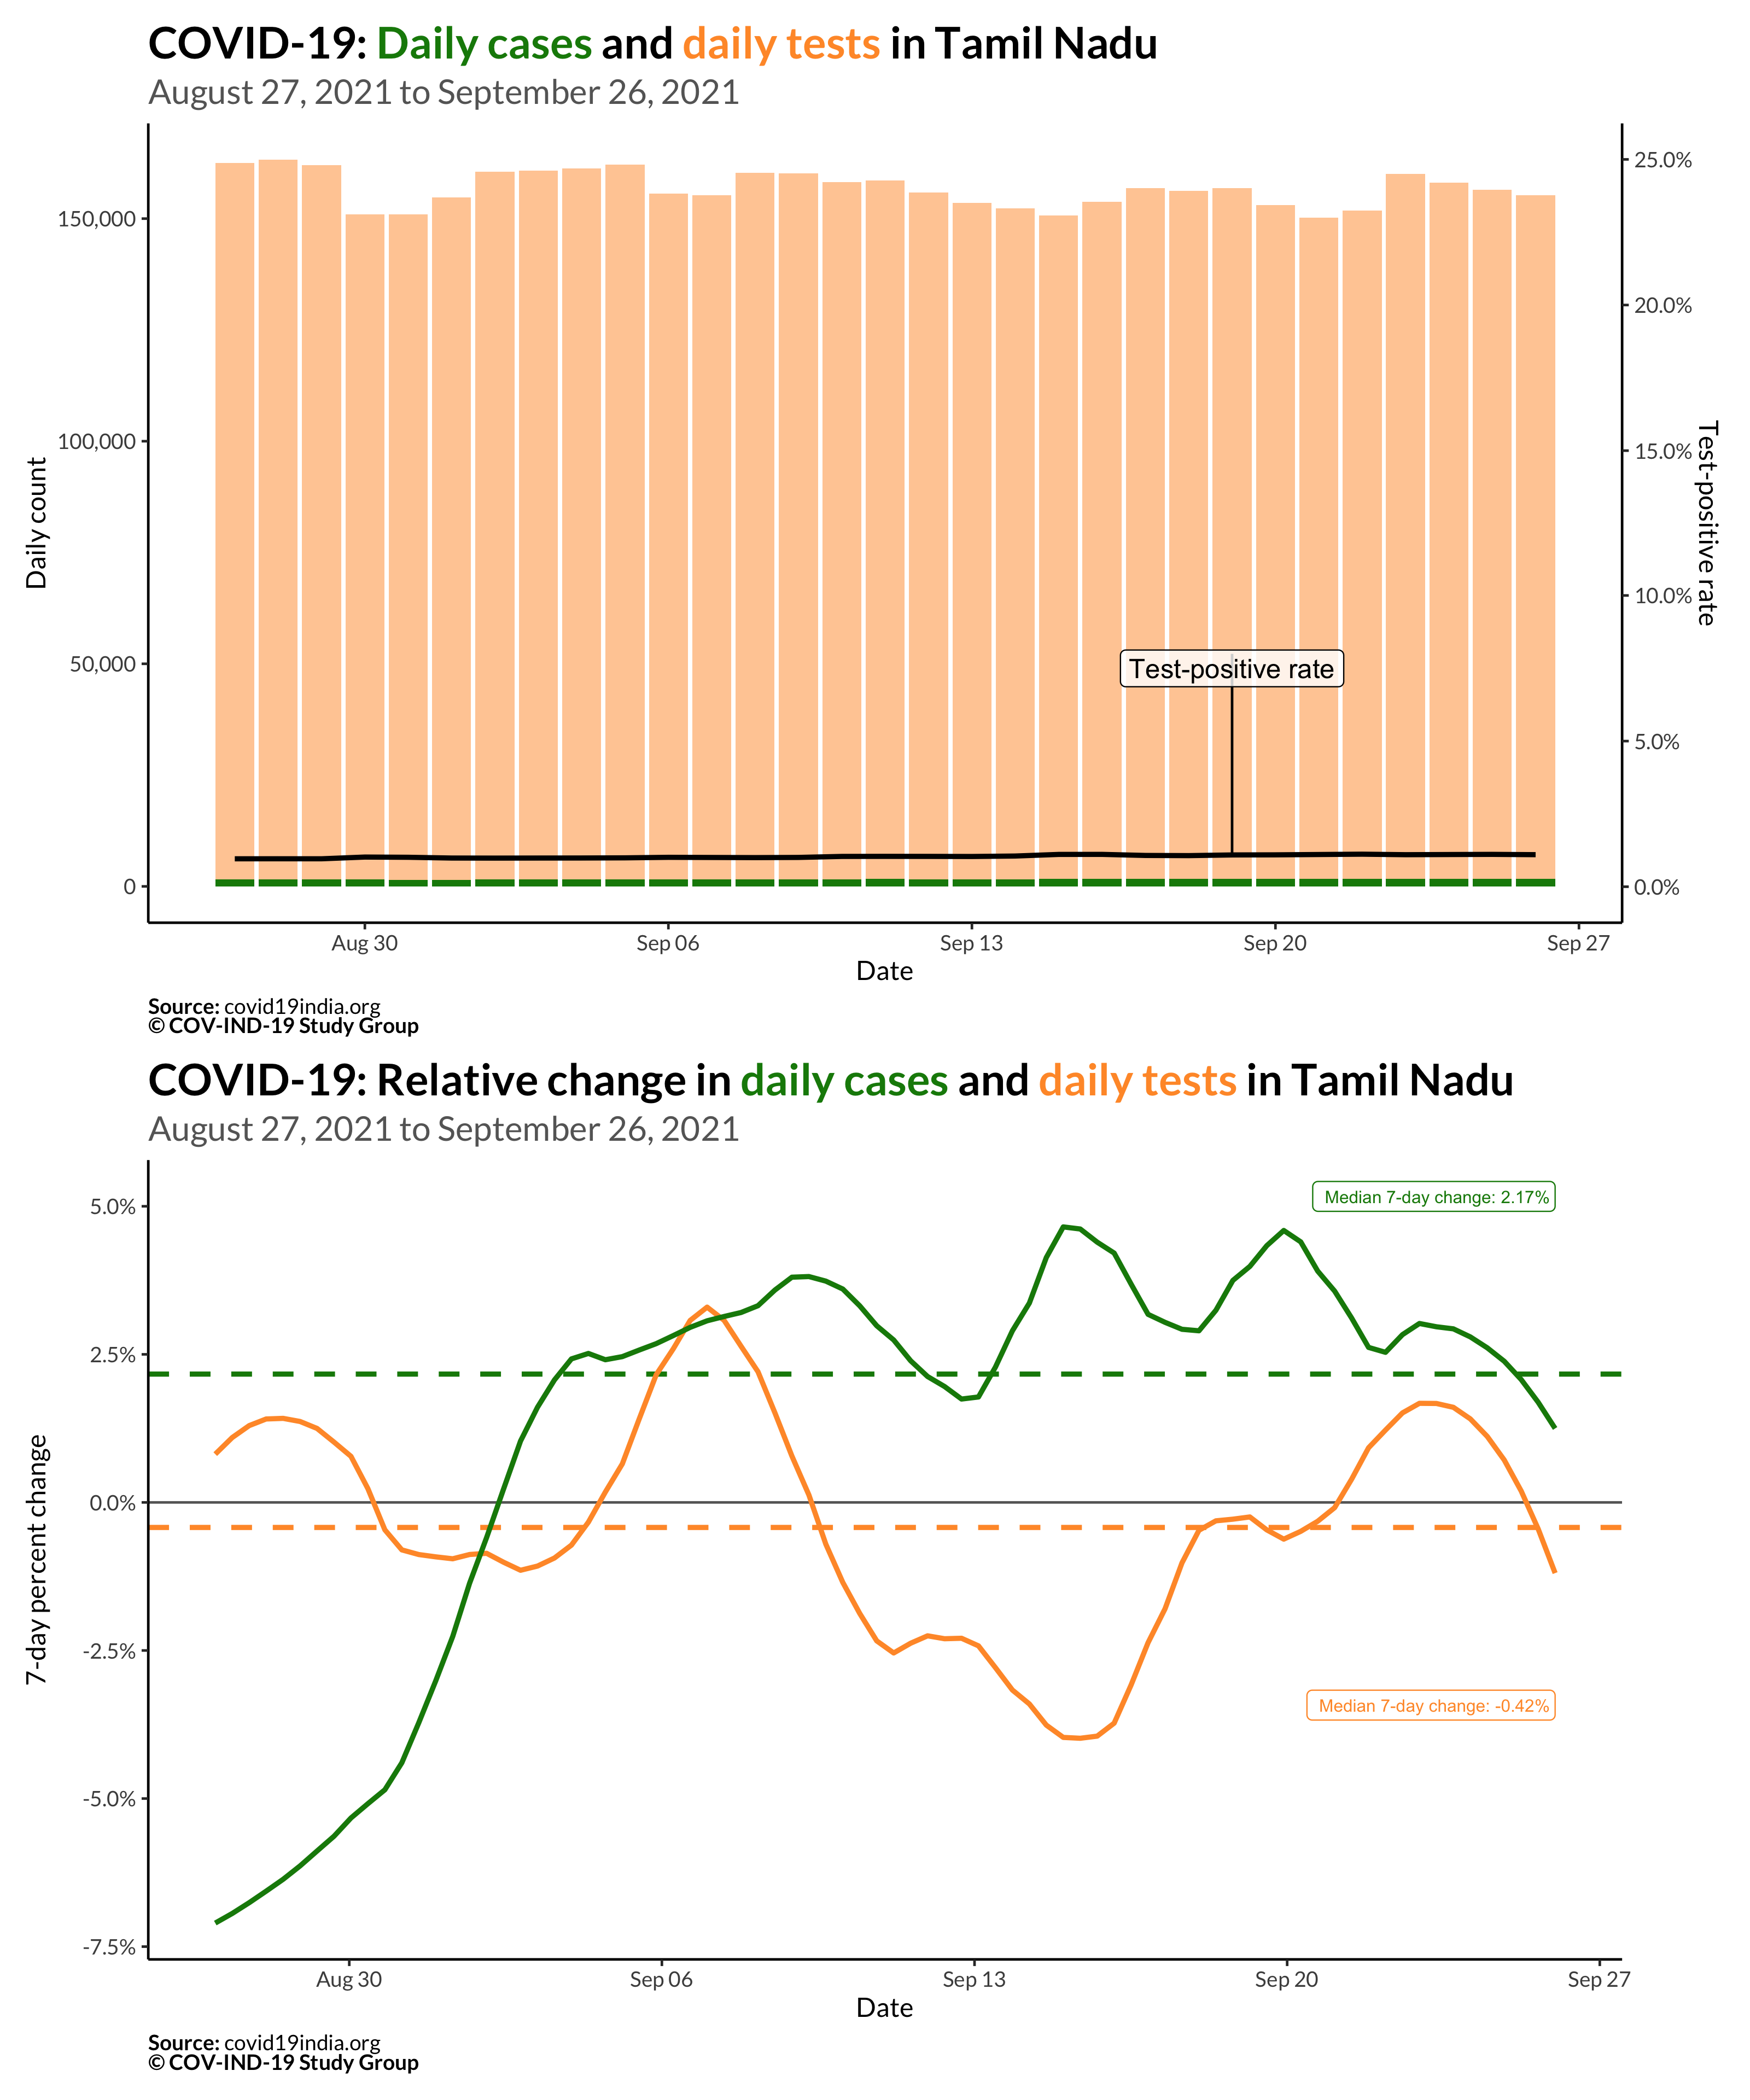 COVID-19: Daily cases and daily tests in Tamil Nadu
August 27, 2021 to September 26, 2021
Daily count
150,000
100,000
50,000
0
25.0%
20.0%
15.0%
10.0%
5.0%
0.0%
Test-positive rate
Test-positive rate
Aug 30
Sep 06
Sep 13
Sep 20
Sep 27
Date
Source: covid19india.org
© COV-IND-19 Study Group
COVID-19: Relative change in daily cases and daily tests in Tamil Nadu
August 27, 2021 to September 26, 2021
7-day percent change
5.0%
2.5%
0.0%
-2.5%
-5.0%
-7.5%
Median 7-day change: 2.17%
Median 7-day change: -0.42%
Aug 30
Sep 06
Sep 13
Sep 20
Sep 27
Date
Source: covid19india.org
© COV-IND-19 Study Group